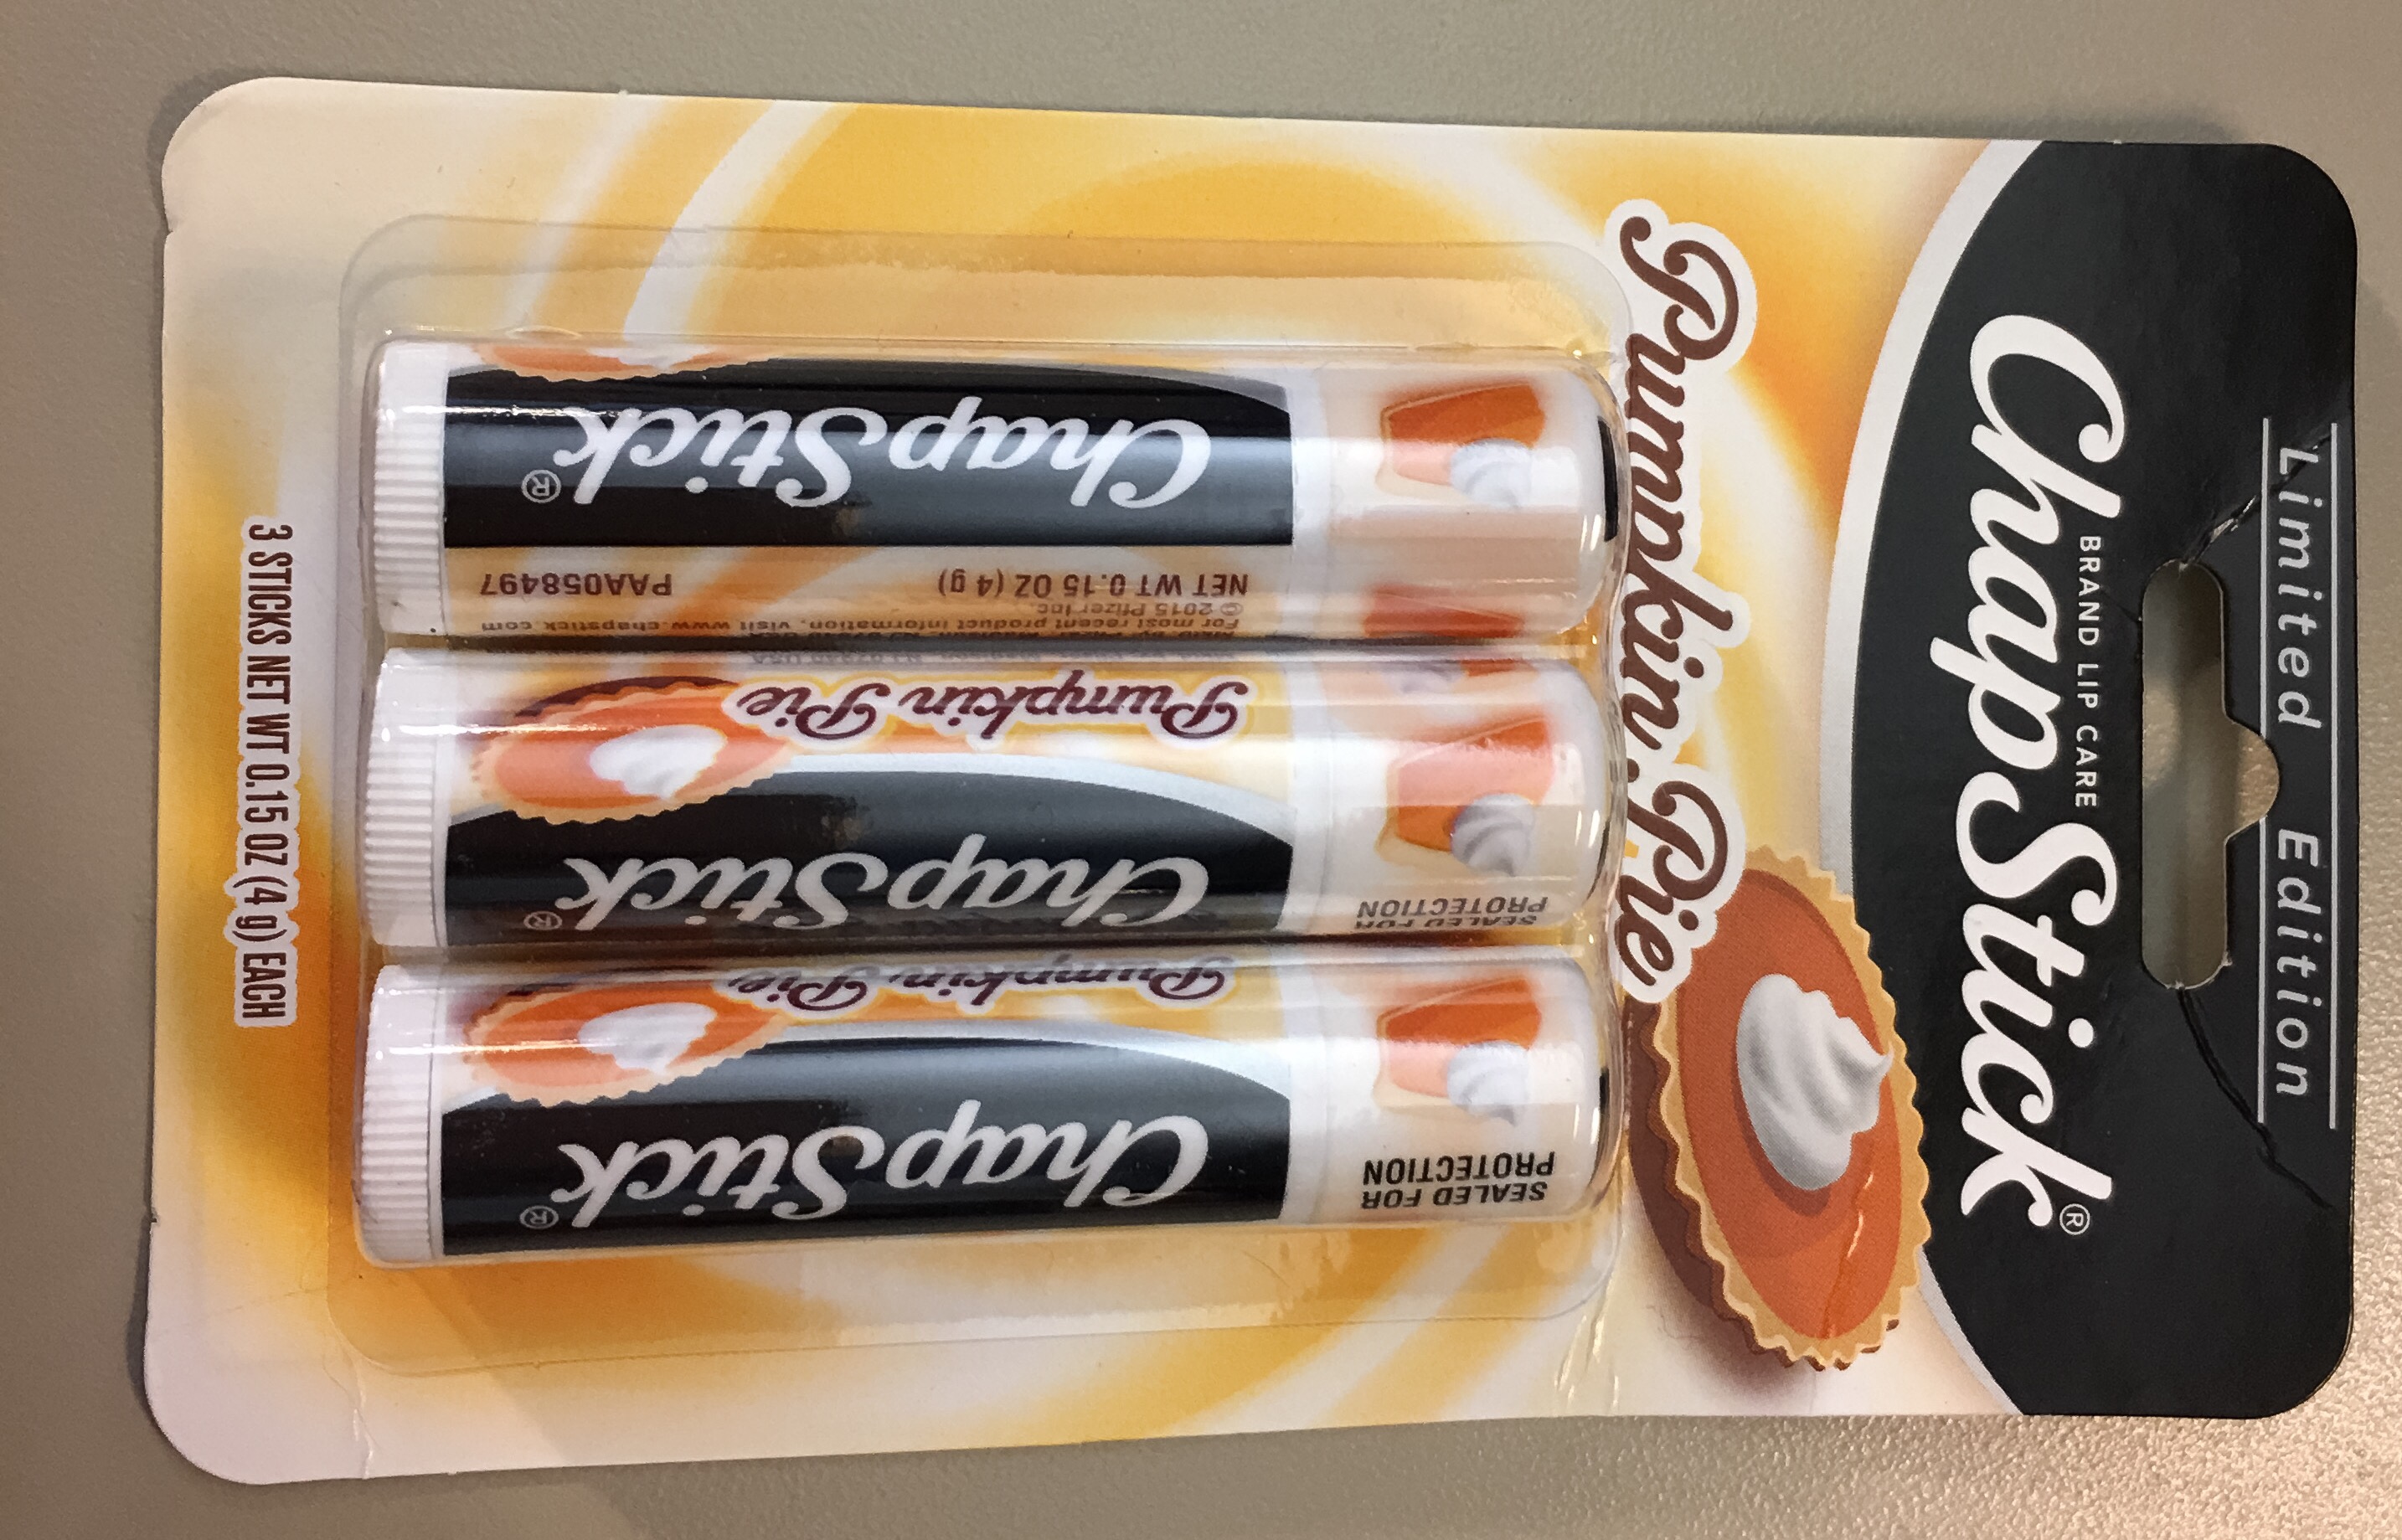 Limited Edition
BRAND LIP CARE
ChapStick®
Pumpkin Pie
ChapStick®
NET WT 0.15 OZ (4 g) PAA058497
© 2015 Pfizer Inc.
For most recent product information, visit www.chapstick.com
Pumpkin Pie
ChapStick®
SEALED FOR
PROTECTION
Pumpkin Pie
ChapStick®
SEALED FOR
PROTECTION
3 STICKS NET WT 0.15 OZ (4 g) EACH